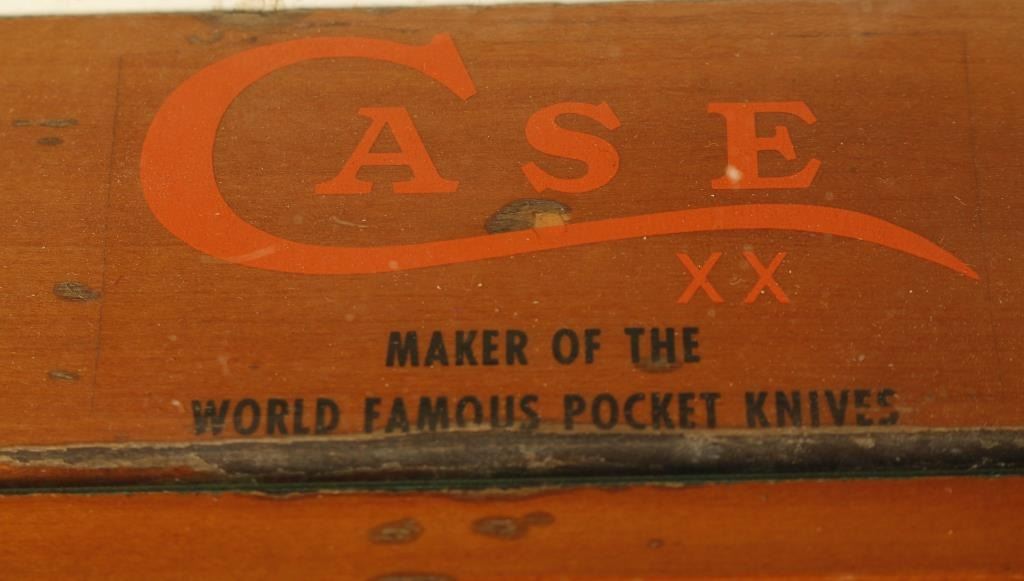 CASE
XX
MAKER OF THE
WORLD FAMOUS POCKET KNIVES